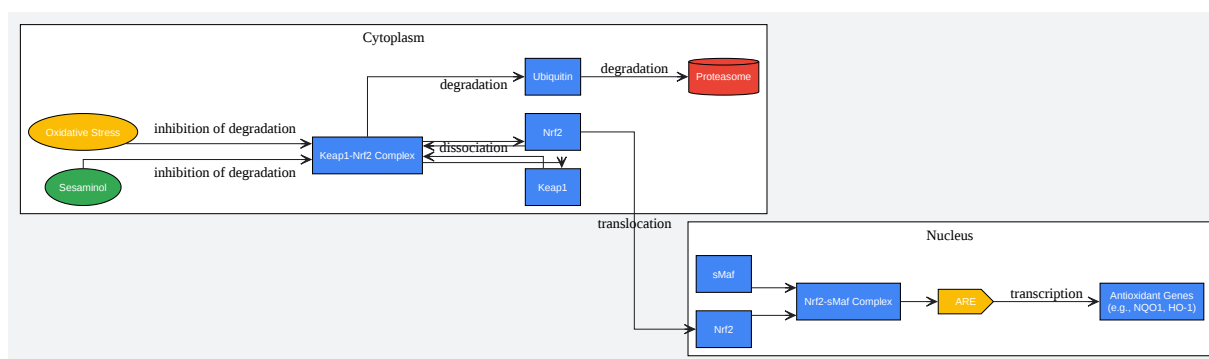 Cytoplasm
degradation
Ubiquitin
degradation
Proteasome
Oxidative Stress
inhibition of degradation
Keap1-Nrf2 Complex
Nrf2
dissociation
Sesaminol
inhibition of degradation
Keap1
translocation
Nucleus
sMaf
Nrf2-sMaf Complex
ARE
transcription
Antioxidant Genes
(e.g., NQO1, HO-1)
Nrf2